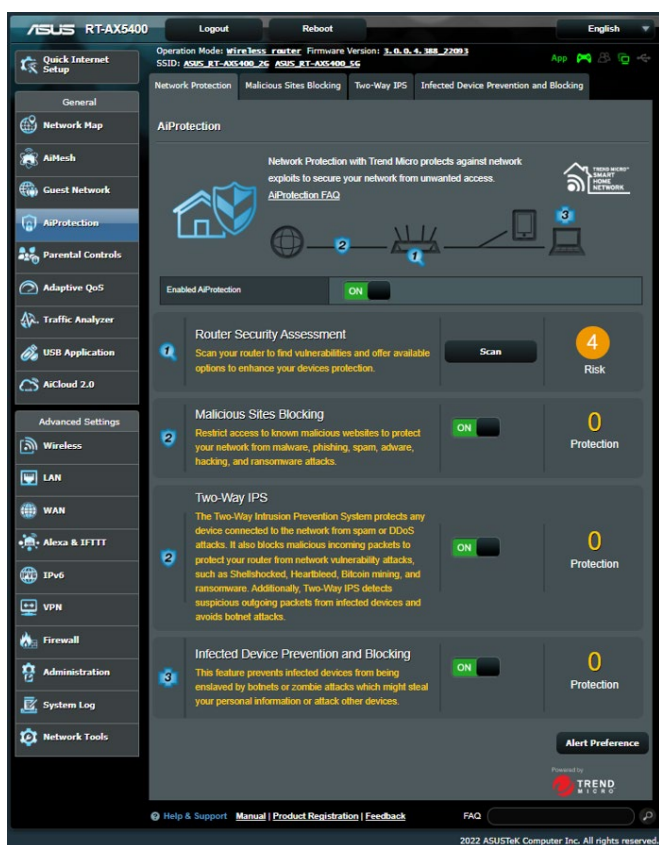 ASUS RT-AX5400 Logout Reboot English
Quick Internet Setup
Operation Mode: Wireless router Firmware Version: 3.0.0.4.388_22093
SSID: ASUS_RT-AX5400_2G ASUS_RT-AX5400_5G
App
General
Network Map
AiMesh
Guest Network
AiProtection
Parental Controls
Adaptive QoS
Traffic Analyzer
USB Application
AiCloud 2.0
Advanced Settings
Wireless
LAN
WAN
Alexa & IFTTT
IPv6
VPN
Firewall
Administration
System Log
Network Tools
Network Protection Malicious Sites Blocking Two-Way IPS Infected Device Prevention and Blocking
AiProtection
Network Protection with Trend Micro protects against network
exploits to secure your network from unwanted access.
AiProtection FAQ
TREND MICRO™
SMART
HOME
NETWORK
2
1
3
Enabled AiProtection ON
1
Router Security Assessment
Scan your router to find vulnerabilities and offer available
options to enhance your devices protection.
Scan
4
Risk
2
Malicious Sites Blocking
Restrict access to known malicious websites to protect
your network from malware, phishing, spam, adware,
hacking, and ransomware attacks.
ON
0
Protection
2
Two-Way IPS
The Two-Way Intrusion Prevention System protects any
device connected to the network from spam or DDoS
attacks. It also blocks malicious incoming packets to
protect your router from network vulnerability attacks,
such as Shellshocked, Heartbleed, Bitcoin mining, and
ransomware. Additionally, Two-Way IPS detects
suspicious outgoing packets from infected devices and
avoids botnet attacks.
ON
0
Protection
3
Infected Device Prevention and Blocking
This feature prevents infected devices from being
enslaved by botnets or zombie attacks which might steal
your personal information or attack other devices.
ON
0
Protection
Alert Preference
Powered by
TREND
MICRO
Help & Support Manual | Product Registration | Feedback FAQ
2022 ASUSTeK Computer Inc. All rights reserved.